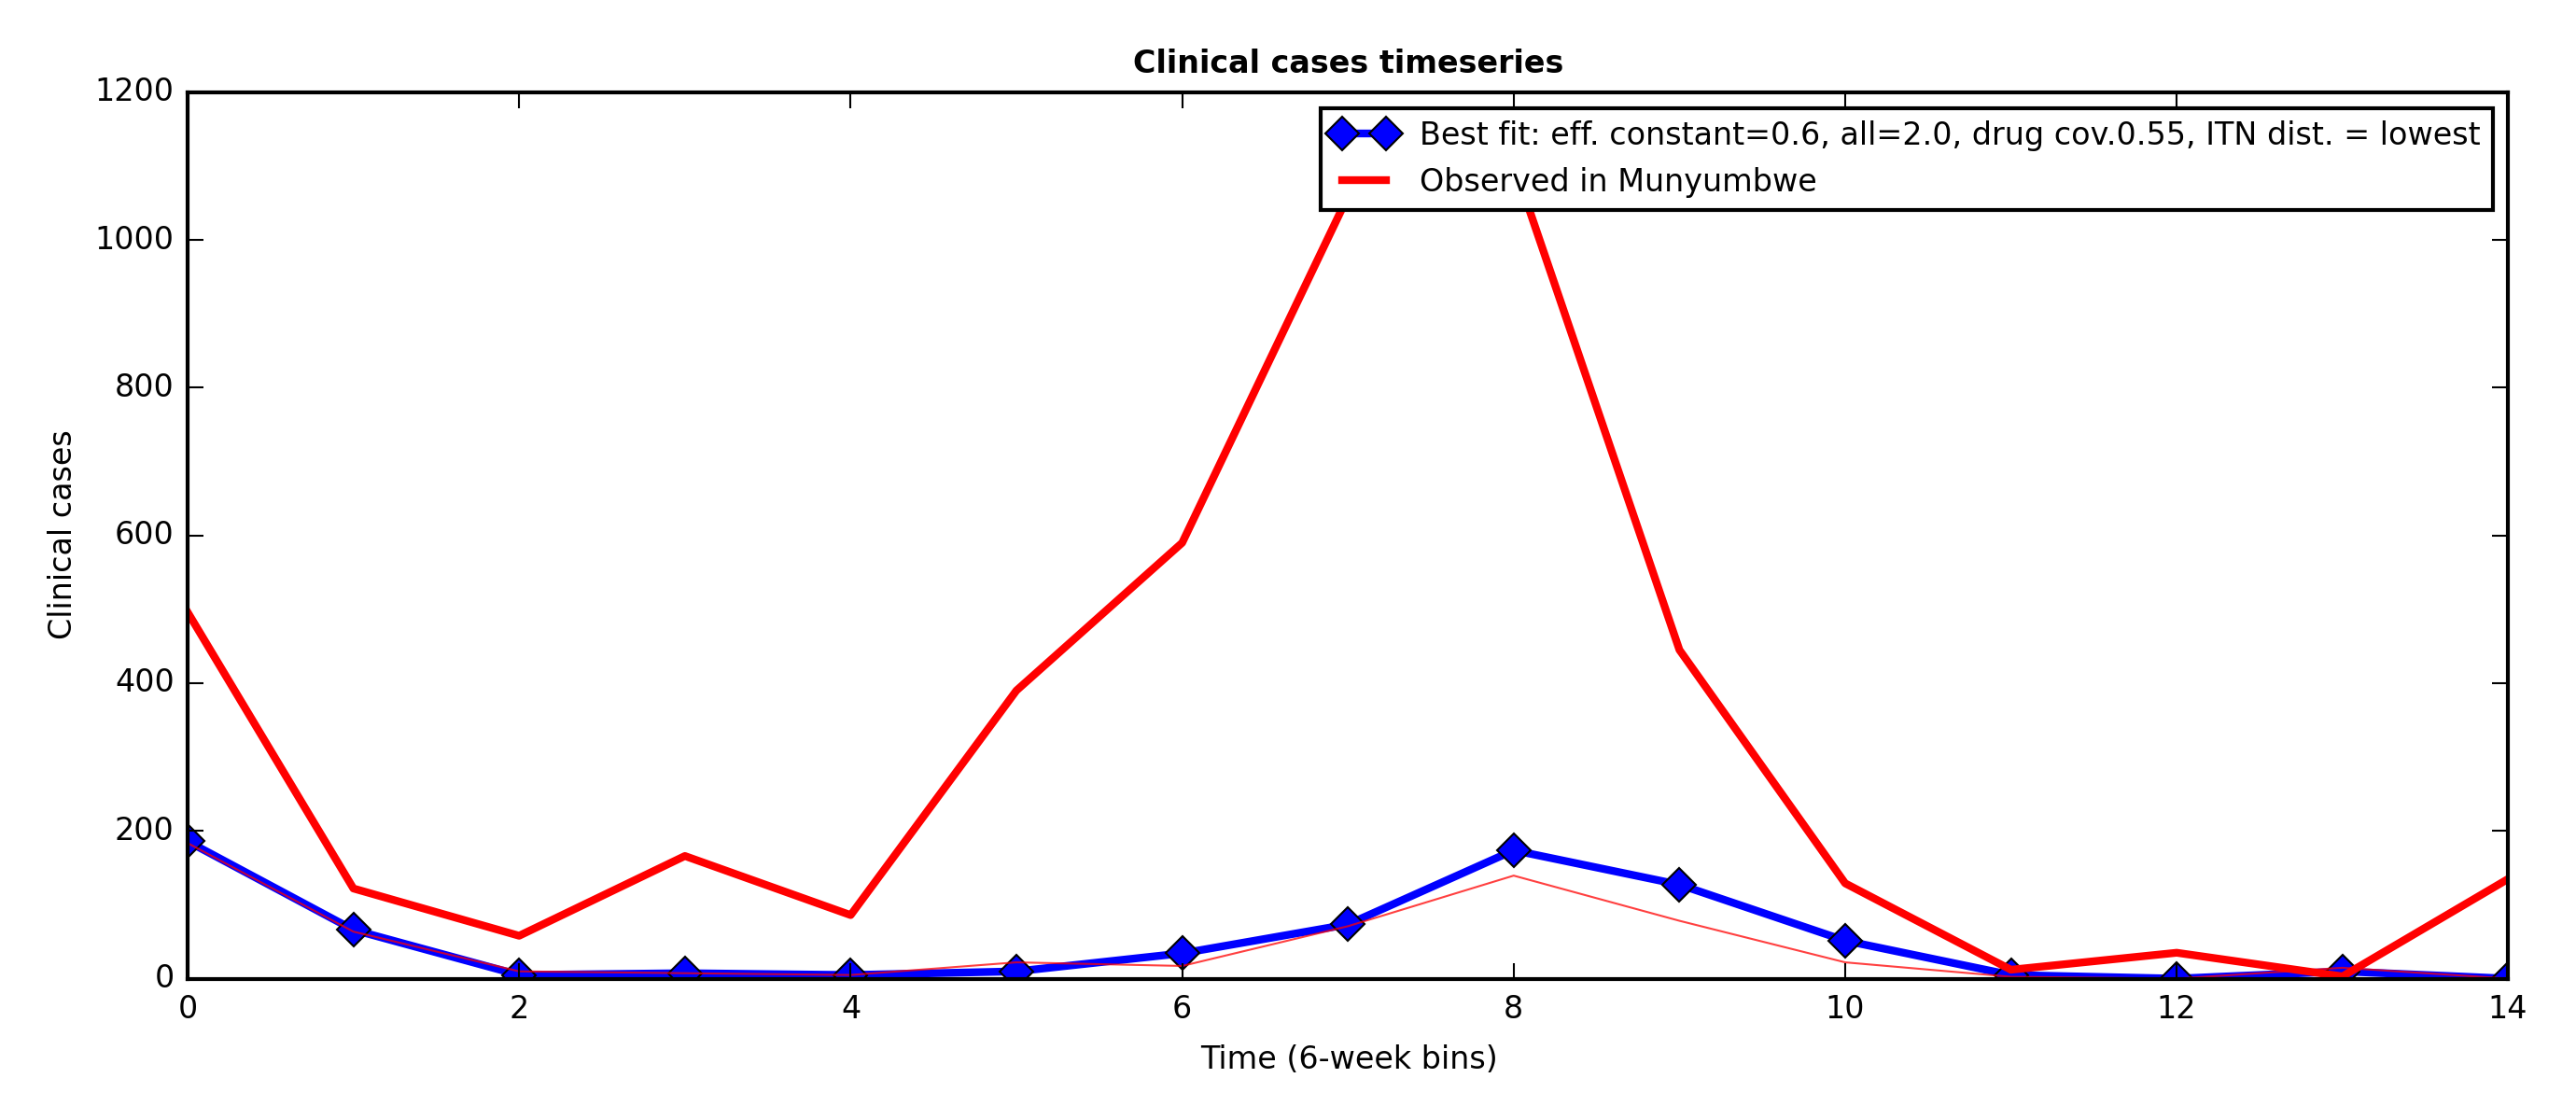 Clinical cases timeseries
1200
1000
800
600
400
200
0
Clinical cases
Best fit: eff. constant=0.6, all=2.0, drug cov.0.55, ITN dist. = lowest
Observed in Munyumbwe
0 2 4 6 8 10 12 14
Time (6-week bins)